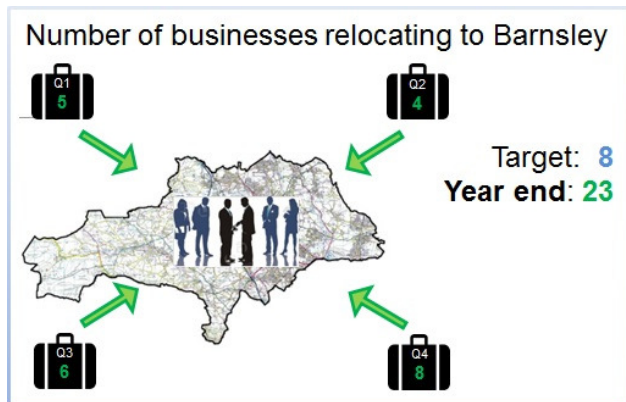 Number of businesses relocating to Barnsley
Q1
5
Q2
4
Target: 8
Year end: 23
Q3
6
Q4
8